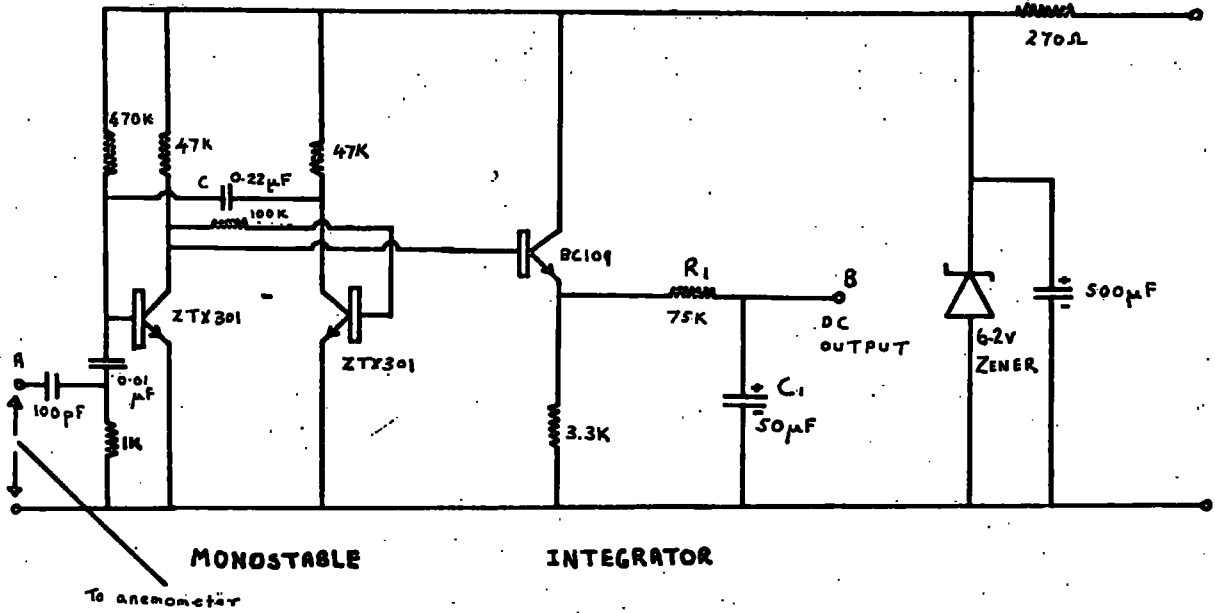 270Ω
470K
47K
47K
C
0.22μF
100K
BC109
R1
B
75K
DC
OUTPUT
ZTX301
ZTX301
6.2V
ZENER
500μF
A
0.01
μF
100pF
C1
50μF
1K
3.3K
MONOSTABLE
INTEGRATOR
To anemometer